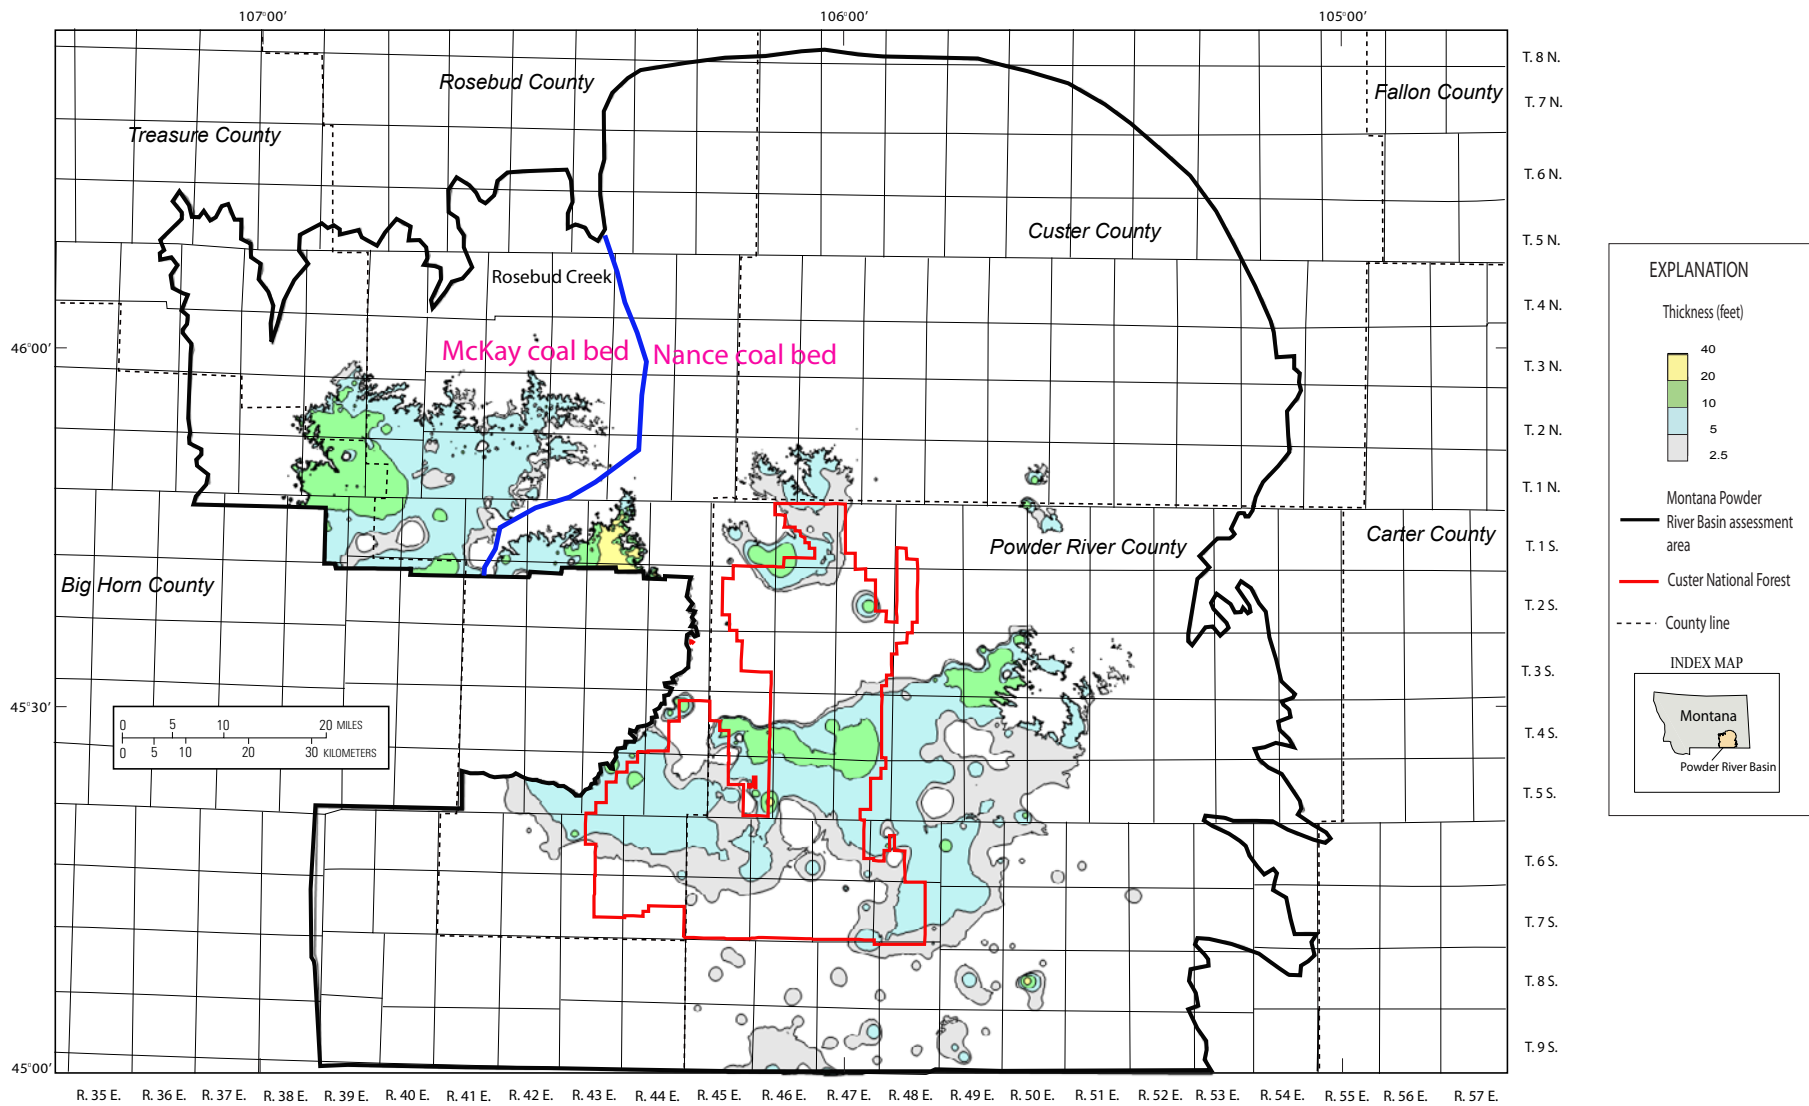 107°00’
106°00’
105°00’
Rosebud County
Fallon County
Treasure County
Custer County
Rosebud Creek
McKay coal bed
Nance coal bed
Powder River County
Carter County
Big Horn County
46°00’
45°30’
45°00’
T. 8 N.
T. 7 N.
T. 6 N.
T. 5 N.
T. 4 N.
T. 3 N.
T. 2 N.
T. 1 N.
T. 1 S.
T. 2 S.
T. 3 S.
T. 4 S.
T. 5 S.
T. 6 S.
T. 7 S.
T. 8 S.
T. 9 S.
0 5 10 20 MILES
0 5 10 20 30 KILOMETERS
R. 35 E. R. 36 E. R. 37 E. R. 38 E. R. 39 E. R. 40 E. R. 41 E. R. 42 E. R. 43 E. R. 44 E. R. 45 E. R. 46 E. R. 47 E. R. 48 E. R. 49 E. R. 50 E. R. 51 E. R. 52 E. R. 53 E. R. 54 E. R. 55 E. R. 56 E. R. 57 E.
EXPLANATION
Thickness (feet)
40
20
10
5
2.5
Montana Powder
River Basin assessment
area
Custer National Forest
County line
INDEX MAP
Montana
Powder River Basin